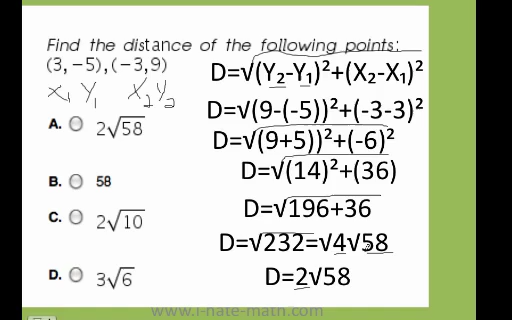 Find the distance of the following points:
(3,−5),(−3,9)
X₁ Y₁ X₂ Y₂
A. 2√58
B. 58
C. 2√10
D. 3√6
D=√(Y₂-Y₁)²+(X₂-X₁)²
D=√(9-(-5))²+(-3-3)²
D=√(9+5))²+(-6)²
D=√(14)²+(36)
D=√196+36
D=√232=√4√58
D=2√58
www.i-hate-math.com